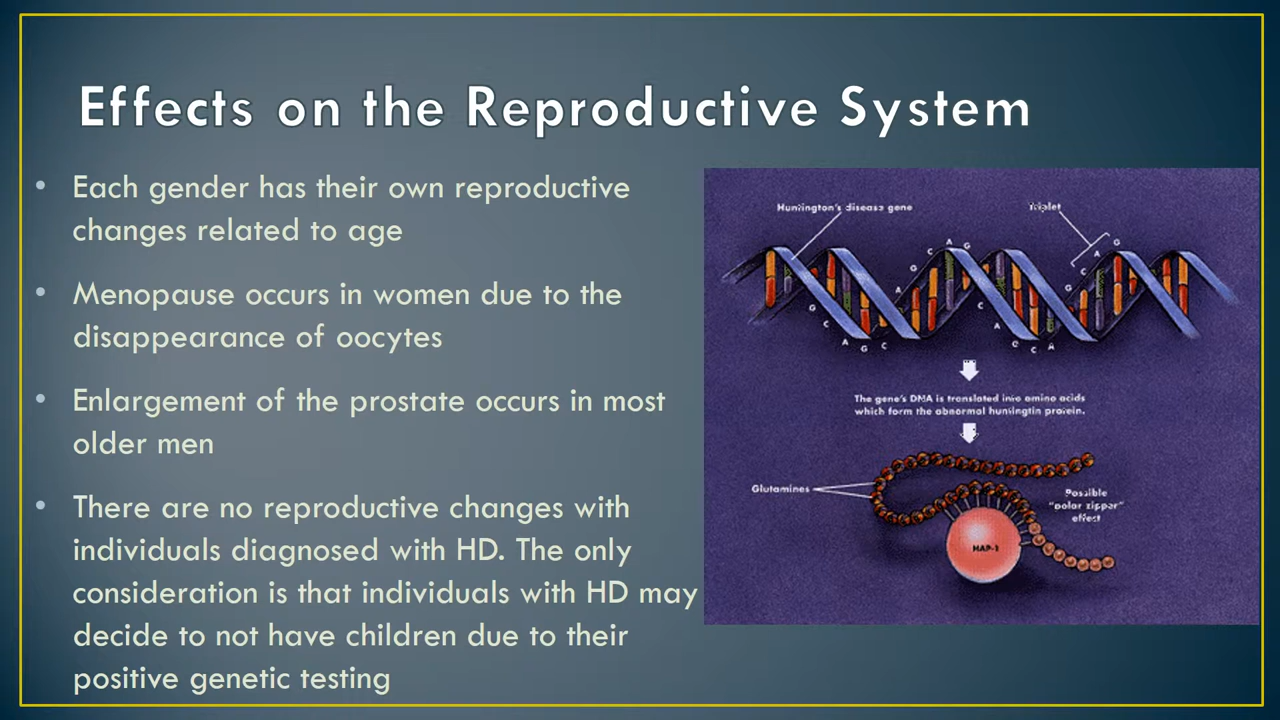 Effects on the Reproductive System
• Each gender has their own reproductive
changes related to age
• Menopause occurs in women due to the
disappearance of oocytes
• Enlargement of the prostate occurs in most
older men
• There are no reproductive changes with
individuals diagnosed with HD. The only
consideration is that individuals with HD may
decide to not have children due to their
positive genetic testing
Huntington's disease gene
Triplet
G C A G
A G C A G
G C A G C
C A G C A
The gene's DNA is translated into amino acids
which form the abnormal huntingtin protein.
Glutamines
Possible
"polar zipper"
effect
HAP-1